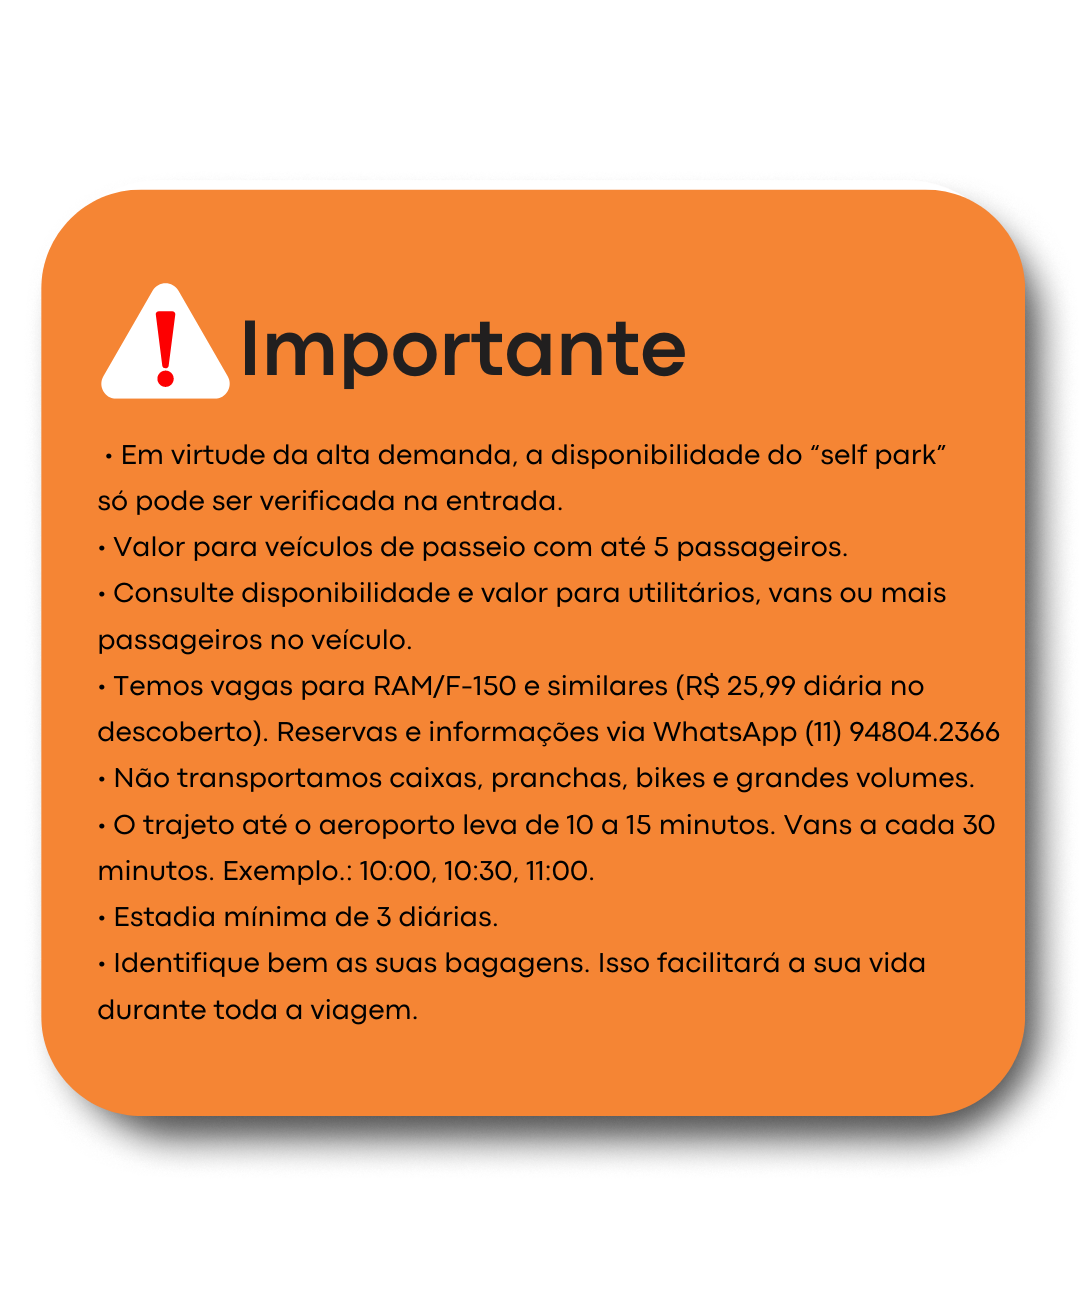 Importante
• Em virtude da alta demanda, a disponibilidade do “self park”
só pode ser verificada na entrada.
• Valor para veículos de passeio com até 5 passageiros.
• Consulte disponibilidade e valor para utilitários, vans ou mais
passageiros no veículo.
• Temos vagas para RAM/F-150 e similares (R$ 25,99 diária no
descoberto). Reservas e informações via WhatsApp (11) 94804.2366
• Não transportamos caixas, pranchas, bikes e grandes volumes.
• O trajeto até o aeroporto leva de 10 a 15 minutos. Vans a cada 30
minutos. Exemplo.: 10:00, 10:30, 11:00.
• Estadia mínima de 3 diárias.
• Identifique bem as suas bagagens. Isso facilitará a sua vida
durante toda a viagem.